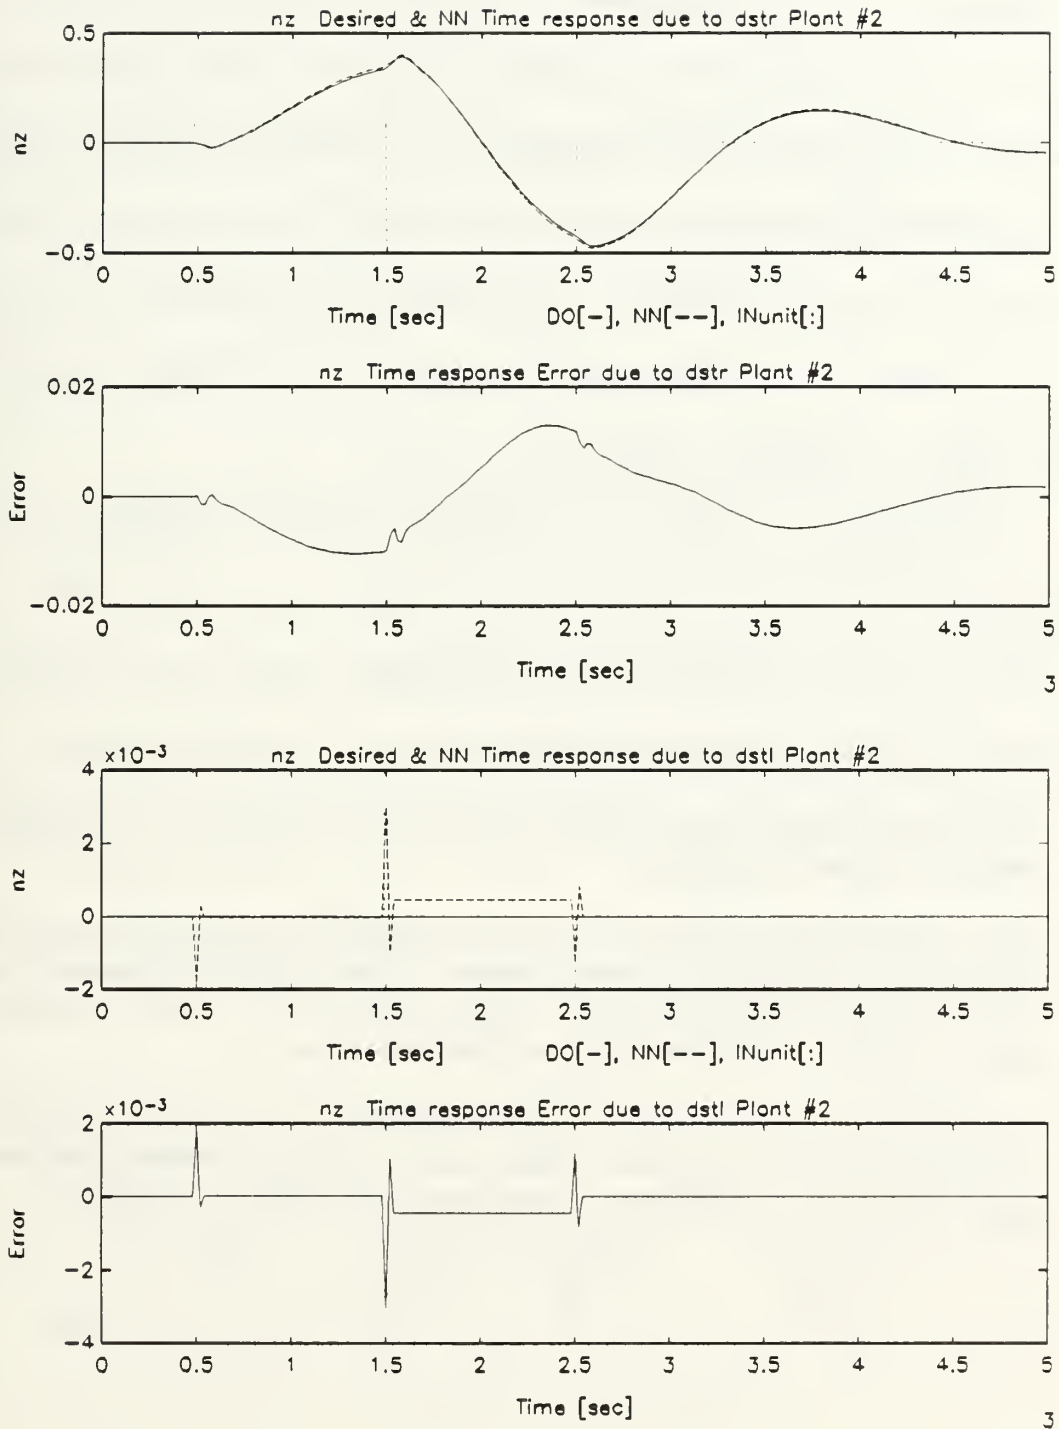 nz Desired & NN Time response due to dstr Plant #2
0.5
nz
0
-0.5
0 0.5 1 1.5 2 2.5 3 3.5 4 4.5 5
Time [sec] DO[-], NN[--], INunit[:]
nz Time response Error due to dstr Plant #2
0.02
Error
0
-0.02
0 0.5 1 1.5 2 2.5 3 3.5 4 4.5 5
Time [sec]
3
×10-3 nz Desired & NN Time response due to dstl Plant #2
4
2
nz
0
-2
0 0.5 1 1.5 2 2.5 3 3.5 4 4.5 5
Time [sec] DO[-], NN[--], INunit[:]
×10-3 nz Time response Error due to dstl Plant #2
2
0
Error
-2
-4
0 0.5 1 1.5 2 2.5 3 3.5 4 4.5 5
Time [sec]
3